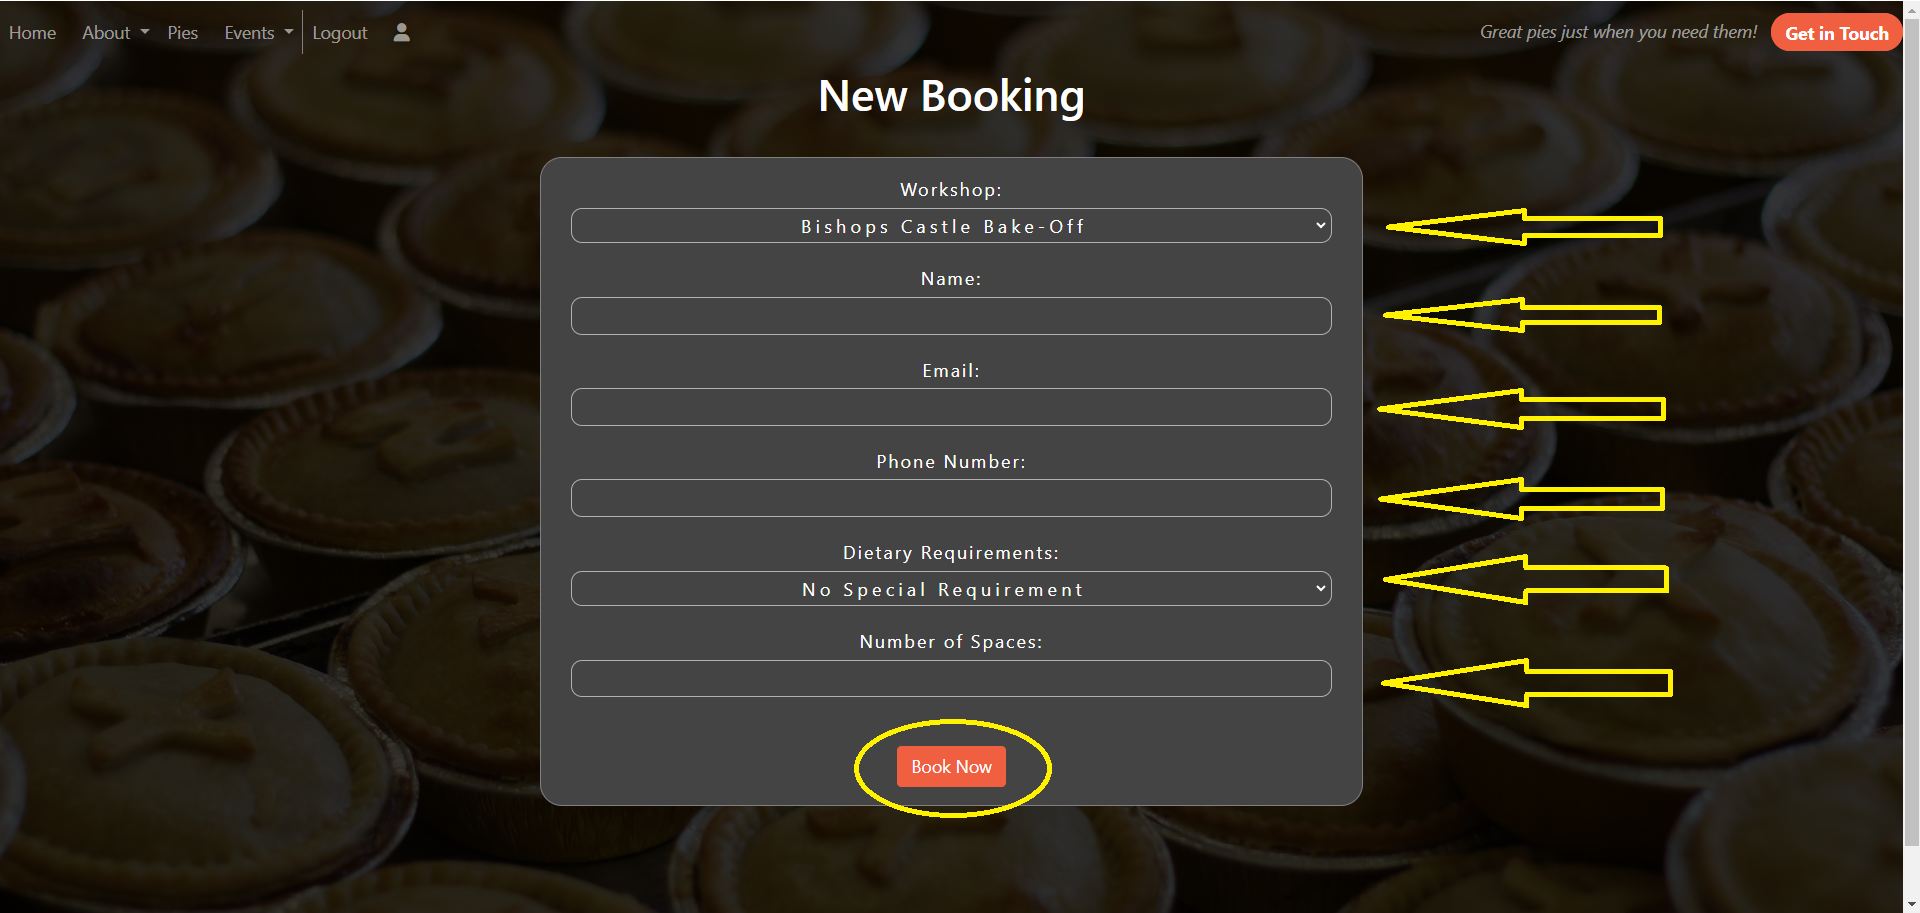 Home About Pies Events Logout Great pies just when you need them! Get in Touch
New Booking
Workshop:
Bishops Castle Bake-Off
Name:
Email:
Phone Number:
Dietary Requirements:
No Special Requirement
Number of Spaces:
Book Now